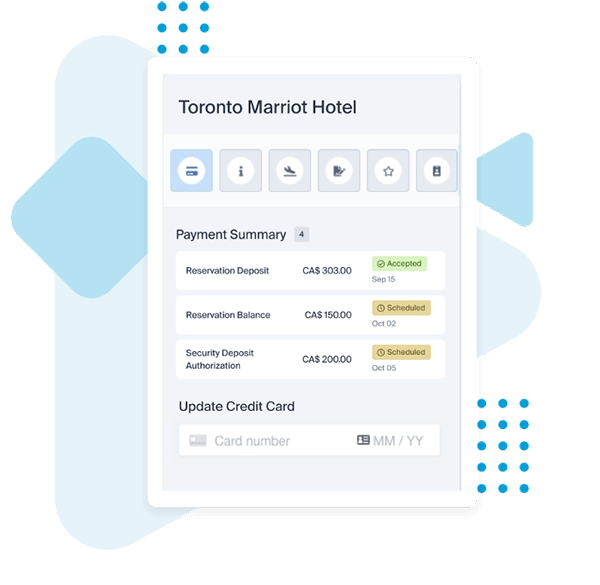 Toronto Marriot Hotel
Payment Summary 4
Reservation Deposit CA$ 303.00 Accepted
Sep 15
Reservation Balance CA$ 150.00 Scheduled
Oct 02
Security Deposit
Authorization CA$ 200.00 Scheduled
Oct 05
Update Credit Card
Card number MM / YY